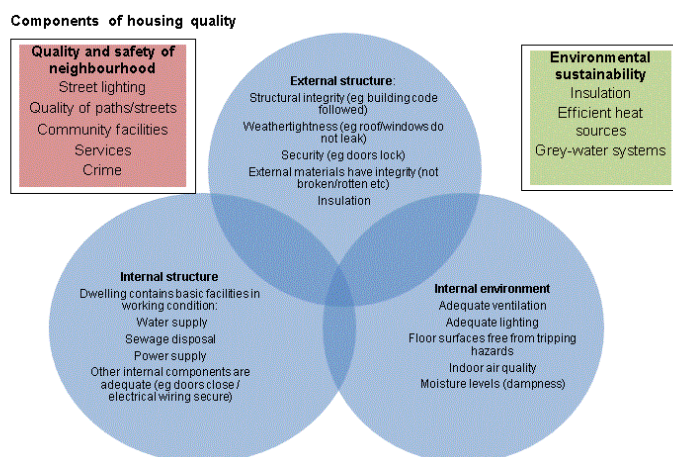 Components of housing quality
Quality and safety of
neighbourhood
Street lighting
Quality of paths/streets
Community facilities
Services
Crime
External structure:
Structural integrity (eg building code
followed)
Weathertightness (eg roof/windows do
not leak)
Security (eg doors lock)
External materials have integrity (not
broken/rotten etc)
Insulation
Environmental
sustainability
Insulation
Efficient heat
sources
Grey-water systems
Internal structure
Dwelling contains basic facilities in
working condition:
Water supply
Sewage disposal
Power supply
Other internal components are
adequate (eg doors close /
electrical wiring secure)
Internal environment
Adequate ventilation
Adequate lighting
Floor surfaces free from tripping
hazards
Indoor air quality
Moisture levels (dampness)